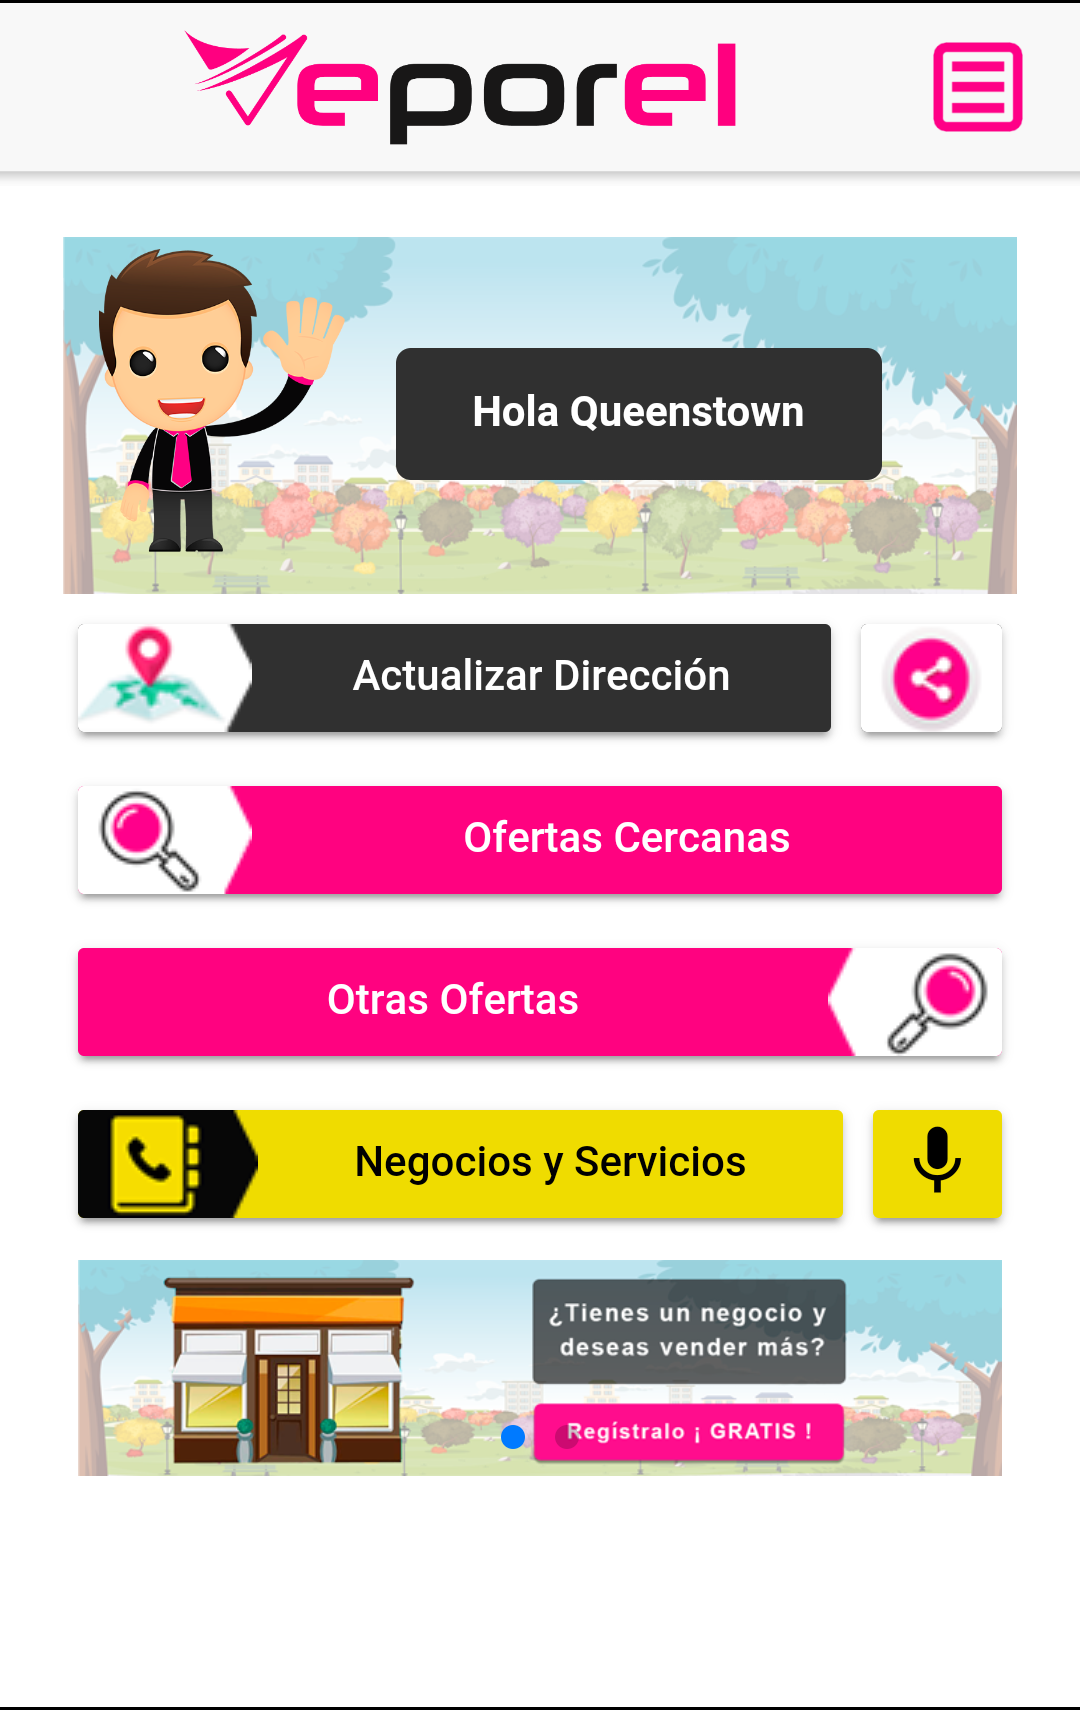 Veporel
Hola Queenstown
Actualizar Dirección
Ofertas Cercanas
Otras Ofertas
Negocios y Servicios
¿Tienes un negocio y
deseas vender más?
Regístralo ¡ GRATIS !